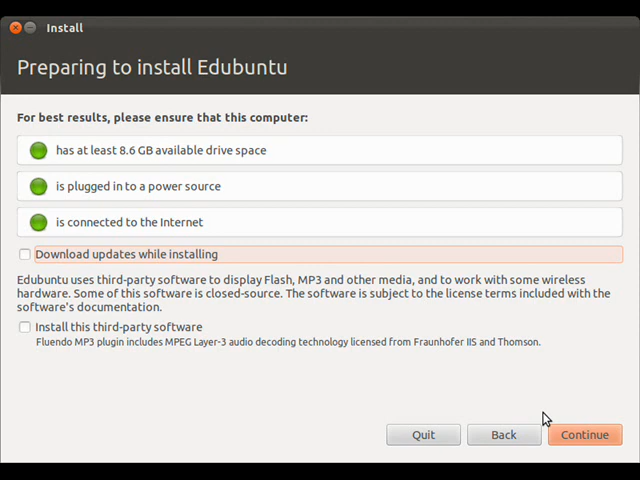 Install
Preparing to install Edubuntu
For best results, please ensure that this computer:
has at least 8.6 GB available drive space
is plugged in to a power source
is connected to the Internet
Download updates while installing
Edubuntu uses third-party software to display Flash, MP3 and other media, and to work with some wireless
hardware. Some of this software is closed-source. The software is subject to the license terms included with the
software's documentation.
Install this third-party software
Fluendo MP3 plugin includes MPEG Layer-3 audio decoding technology licensed from Fraunhofer IIS and Thomson.
Quit Back Continue